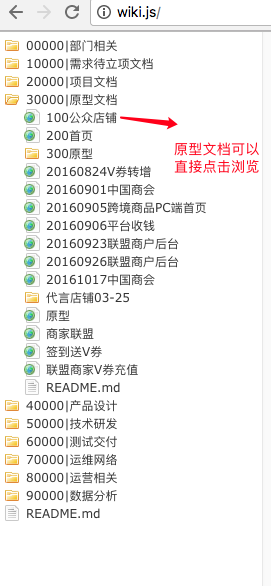 wiki.js/
00000|部门相关
10000|需求待立项文档
20000|项目文档
30000|原型文档
100公众店铺
200首页
原型文档可以
直接点击浏览
300原型
20160824V券转增
20160901中国商会
20160905跨境商品PC端首页
20160906平台收钱
20160923联盟商户后台
20160926联盟商户后台
20161017中国商会
代言店铺03-25
原型
商家联盟
签到送V券
联盟商家V券充值
README.md
40000|产品设计
50000|技术研发
60000|测试交付
70000|运维网络
80000|运营相关
90000|数据分析
README.md